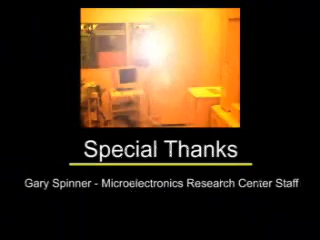 Special Thanks
Gary Spinner - Microelectronics Research Center Staff